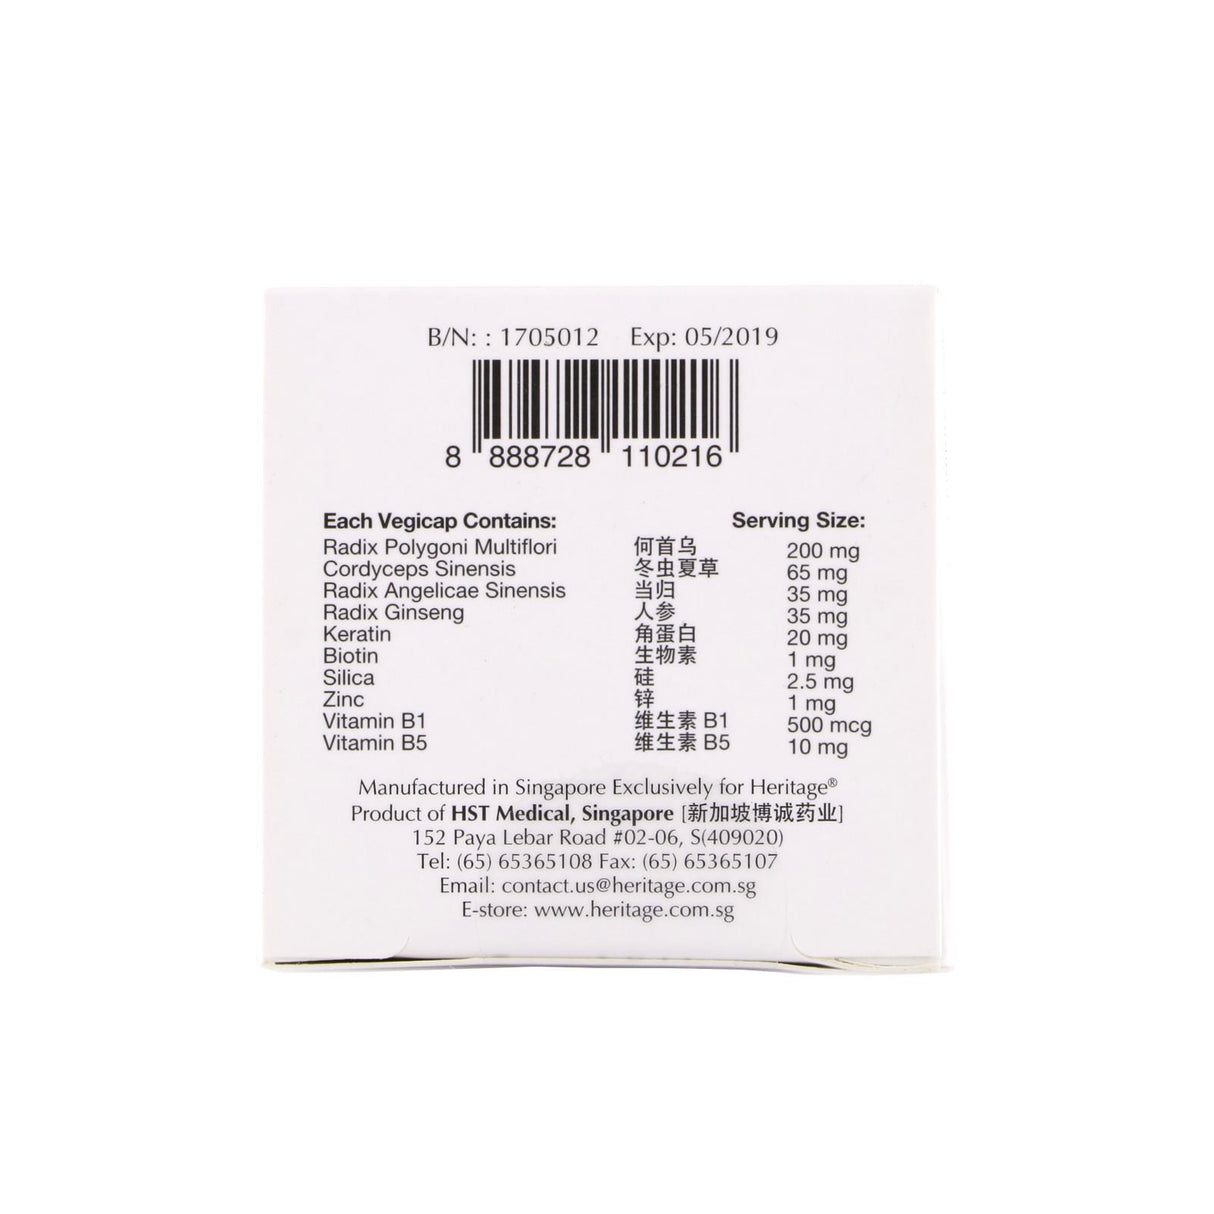 B/N: : 1705012 Exp: 05/2019
8 888728 110216
Each Vegicap Contains: Serving Size:
Radix Polygoni Multiflori 何首乌 200 mg
Cordyceps Sinensis 冬虫夏草 65 mg
Radix Angelicae Sinensis 当归 35 mg
Radix Ginseng 人参 35 mg
Keratin 角蛋白 20 mg
Biotin 生物素 1 mg
Silica 硅 2.5 mg
Zinc 锌 1 mg
Vitamin B1 维生素 B1 500 mcg
Vitamin B5 维生素 B5 10 mg
Manufactured in Singapore Exclusively for Heritage®
Product of HST Medical, Singapore [新加坡博诚药业]
152 Paya Lebar Road #02-06, S(409020)
Tel: (65) 65365108 Fax: (65) 65365107
Email: contact.us@heritage.com.sg
E-store: www.heritage.com.sg